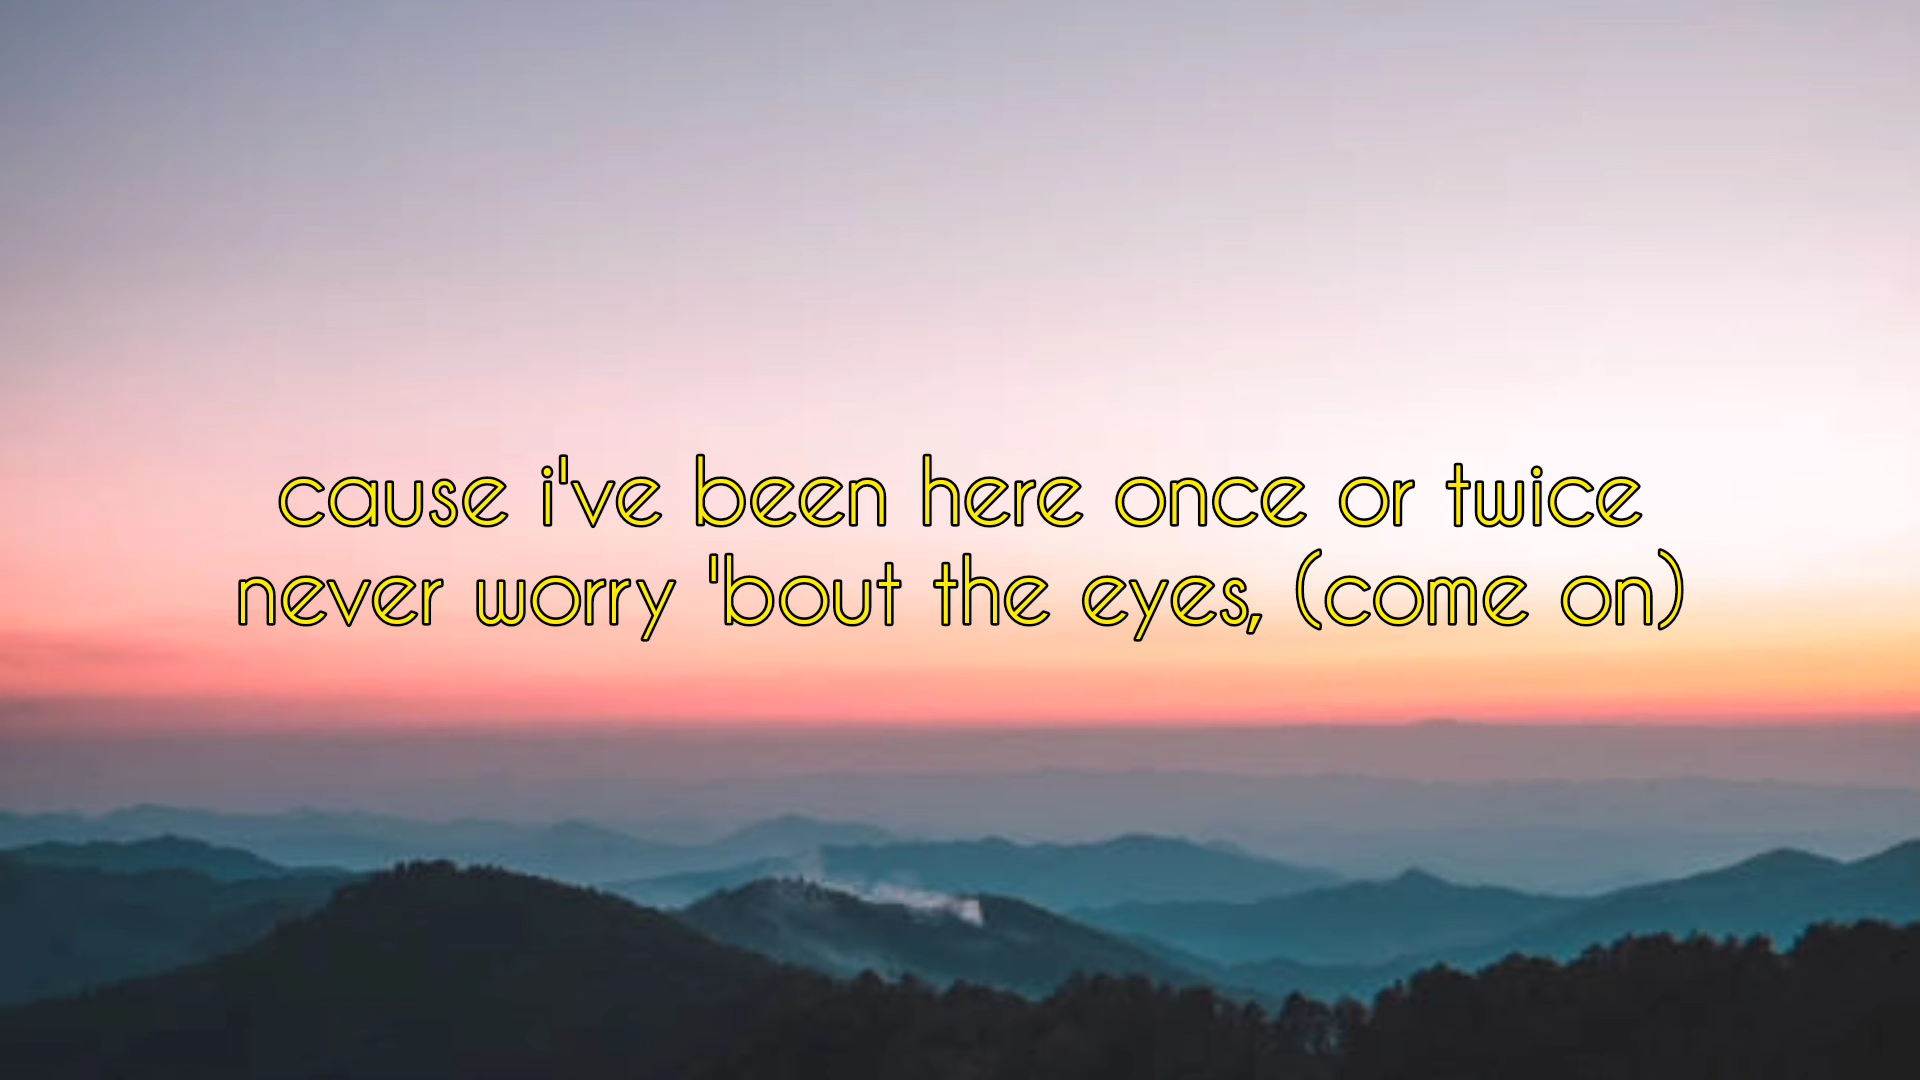 cause i've been here once or twice
never worry 'bout the eyes, (come on)